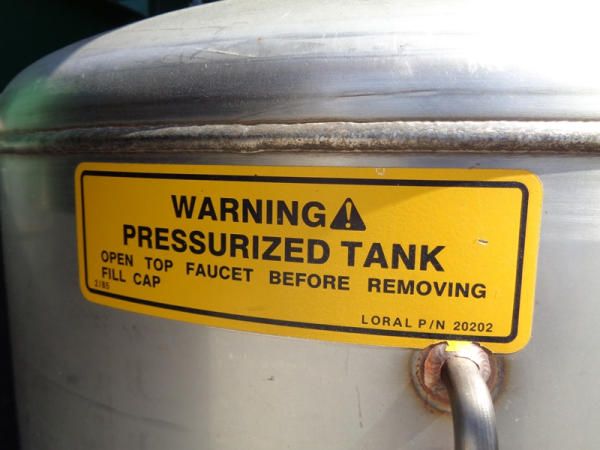 WARNING
PRESSURIZED TANK
OPEN TOP FAUCET BEFORE REMOVING
FILL CAP
2/85
LORAL P/N 20202